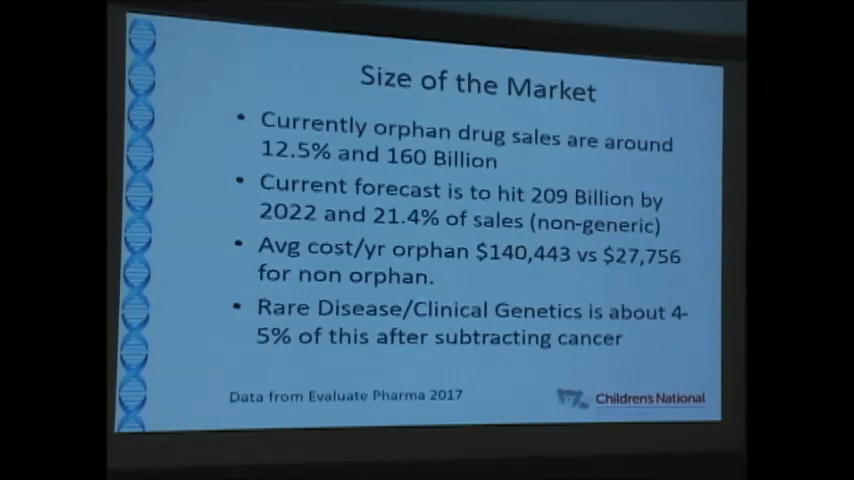 Size of the Market
• Currently orphan drug sales are around
12.5% and 160 Billion
• Current forecast is to hit 209 Billion by
2022 and 21.4% of sales (non-generic)
• Avg cost/yr orphan $140,443 vs $27,756
for non orphan.
• Rare Disease/Clinical Genetics is about 4-
5% of this after subtracting cancer
Data from Evaluate Pharma 2017
Children's National